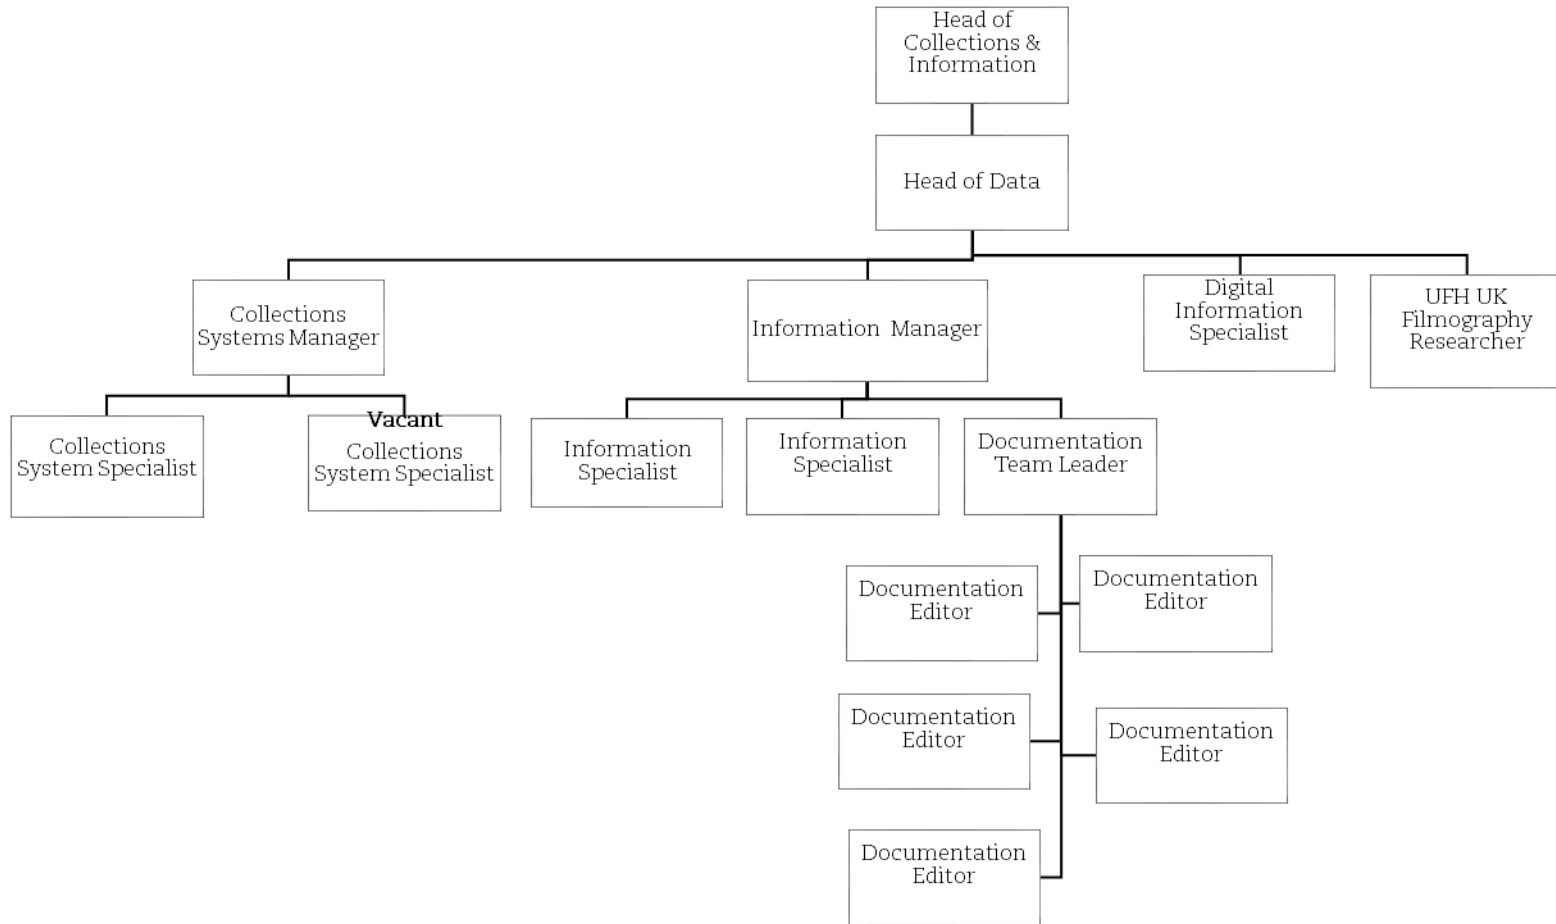 Head of
Collections &
Information
Head of Data
Collections
Systems Manager
Information Manager
Digital
Information
Specialist
UFH UK
Filmography
Researcher
Collections
System Specialist
Vacant
Collections
System Specialist
Information
Specialist
Information
Specialist
Documentation
Team Leader
Documentation
Editor
Documentation
Editor
Documentation
Editor
Documentation
Editor
Documentation
Editor